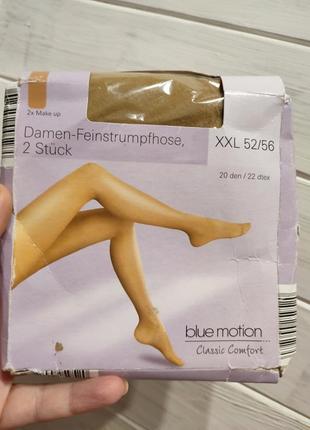 2x Make up
Damen-Feinstrumpfhose,
2 Stück
XXL 52/56
20 den / 22 dtex
blue motion
Classic Comfort